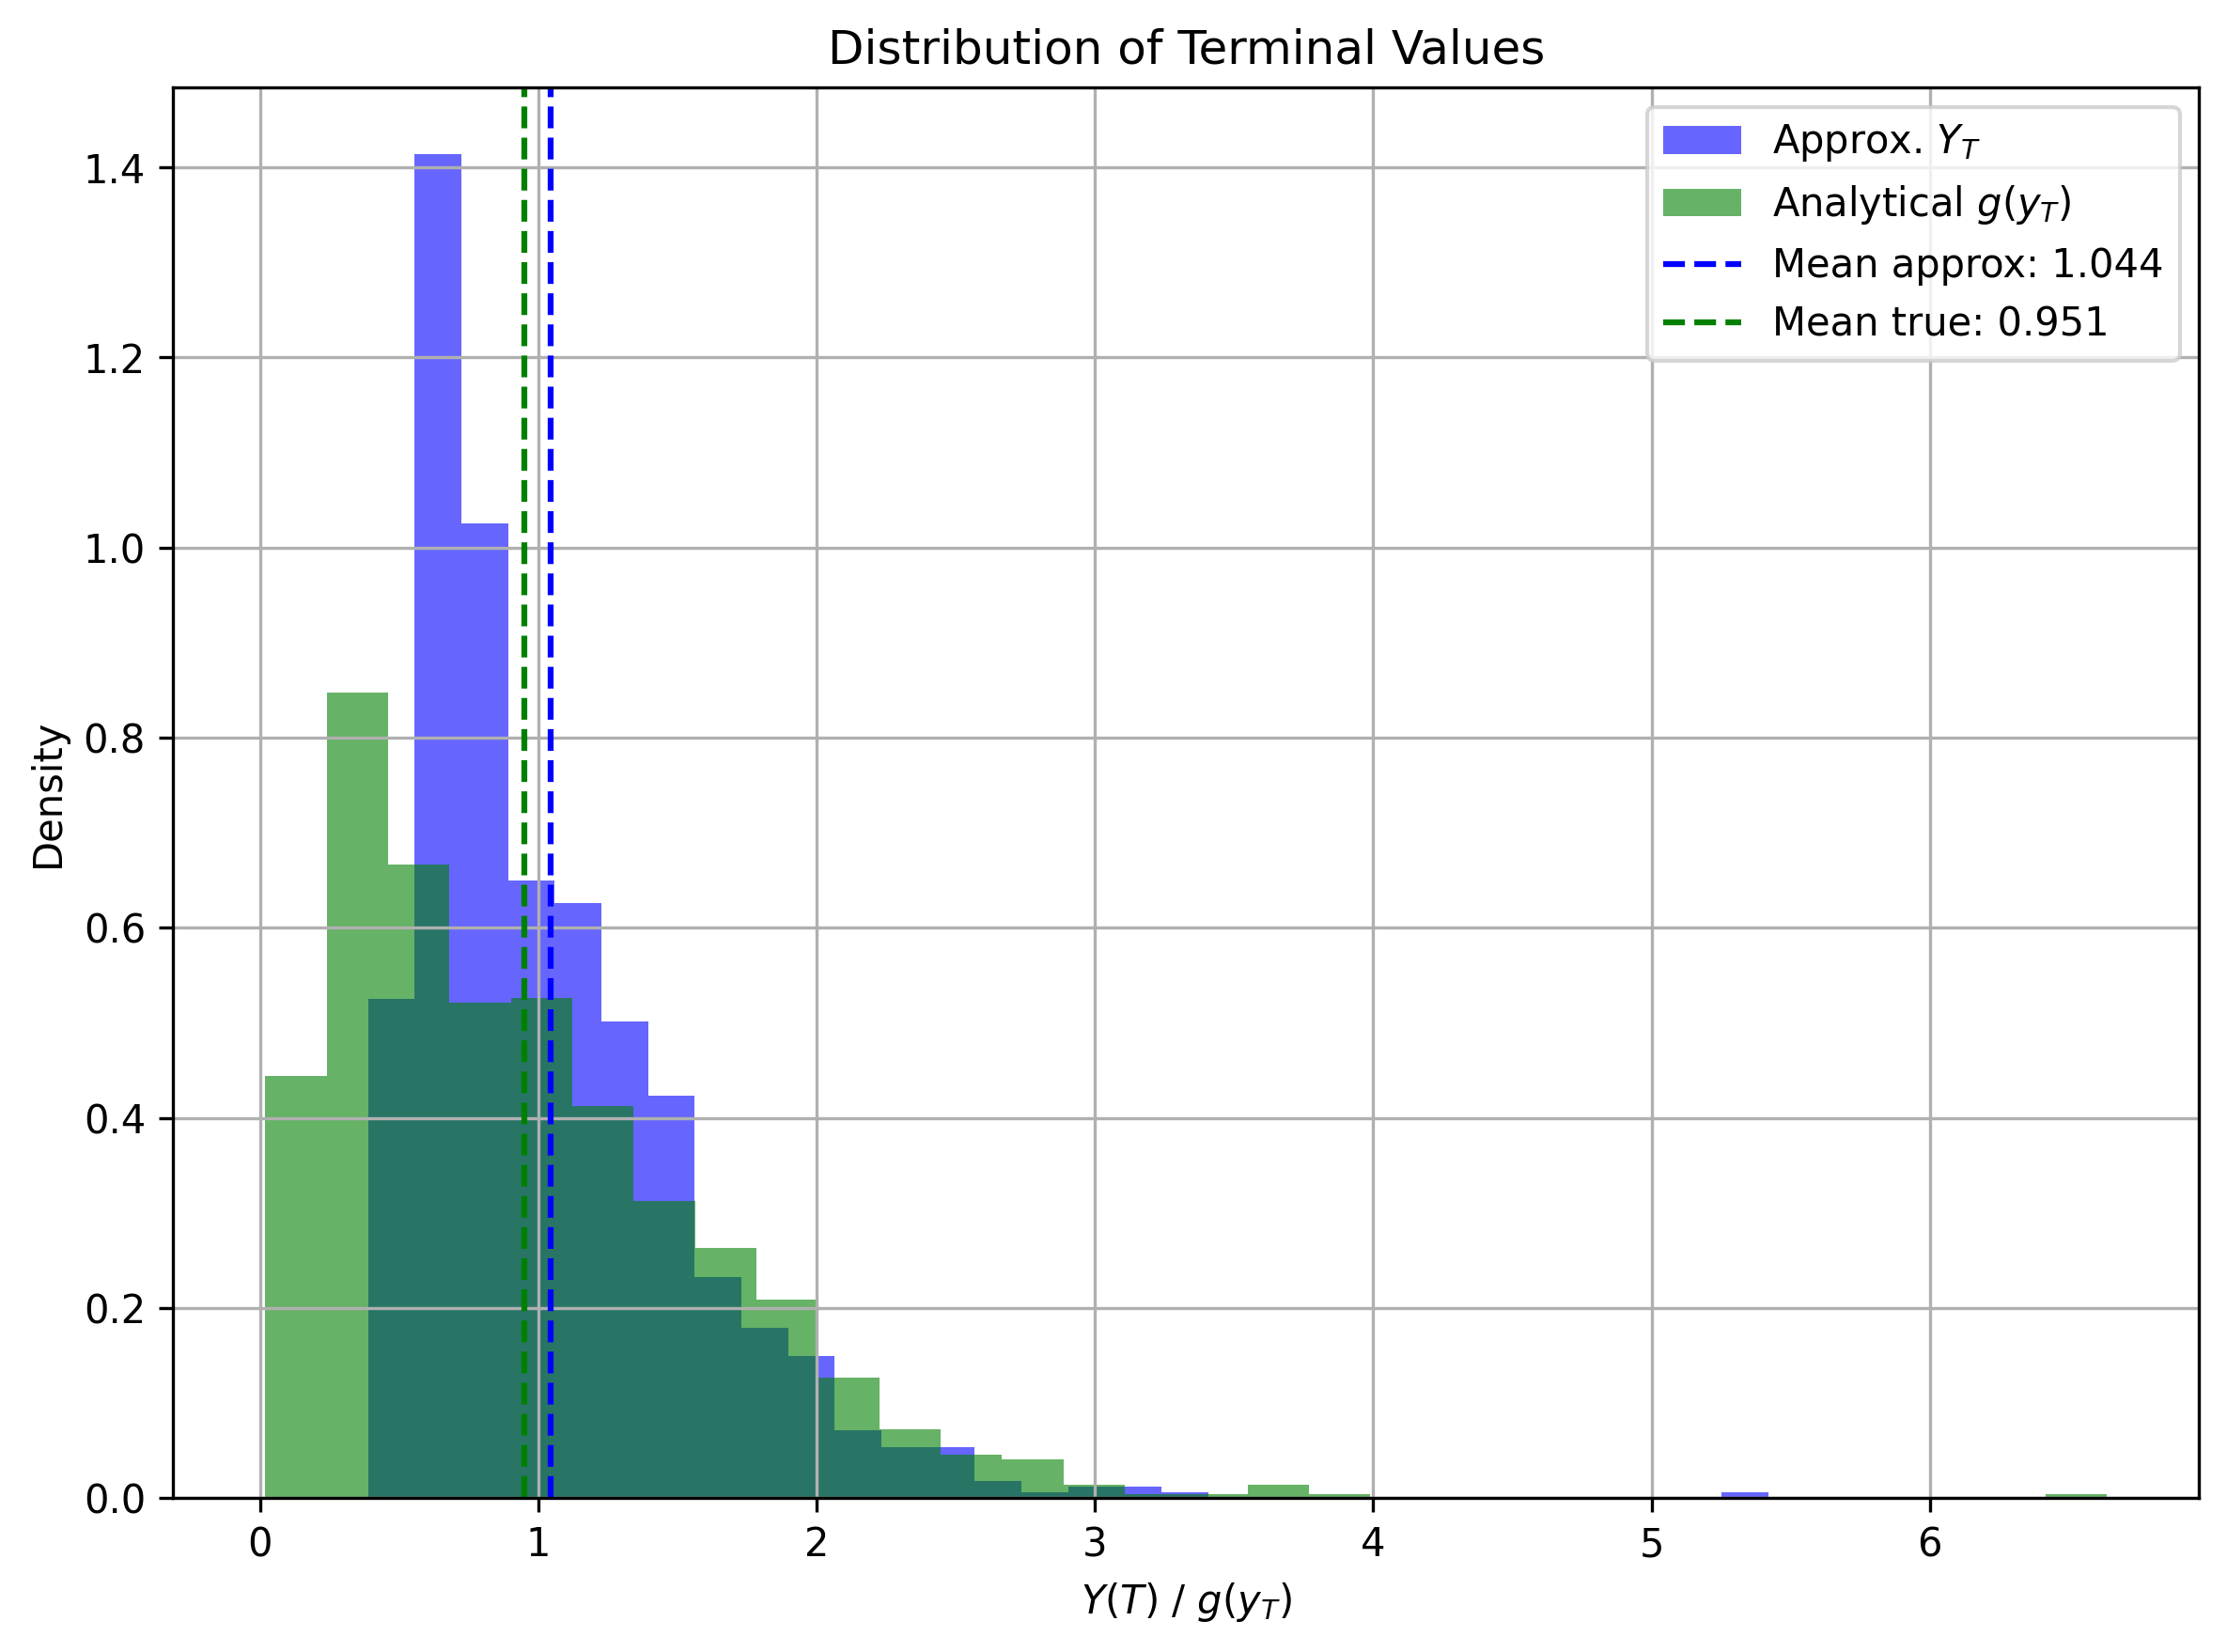 Distribution of Terminal Values
Approx. $Y_T$
Analytical $g(y_T)$
Mean approx: 1.044
Mean true: 0.951
1.4
1.2
1.0
0.8
0.6
0.4
0.2
0.0
Density
0 1 2 3 4 5 6
$Y(T)$ / $g(y_T)$